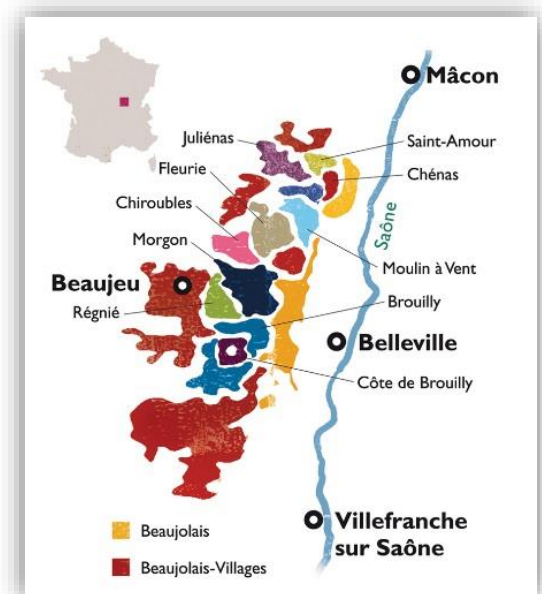 Mâcon
Juliénas
Saint-Amour
Fleurie
Chénas
Chiroubles
Saône
Morgon
Moulin à Vent
Beaujeu
Régnié
Brouilly
Belleville
Côte de Brouilly
Villefranche
sur Saône
Beaujolais
Beaujolais-Villages